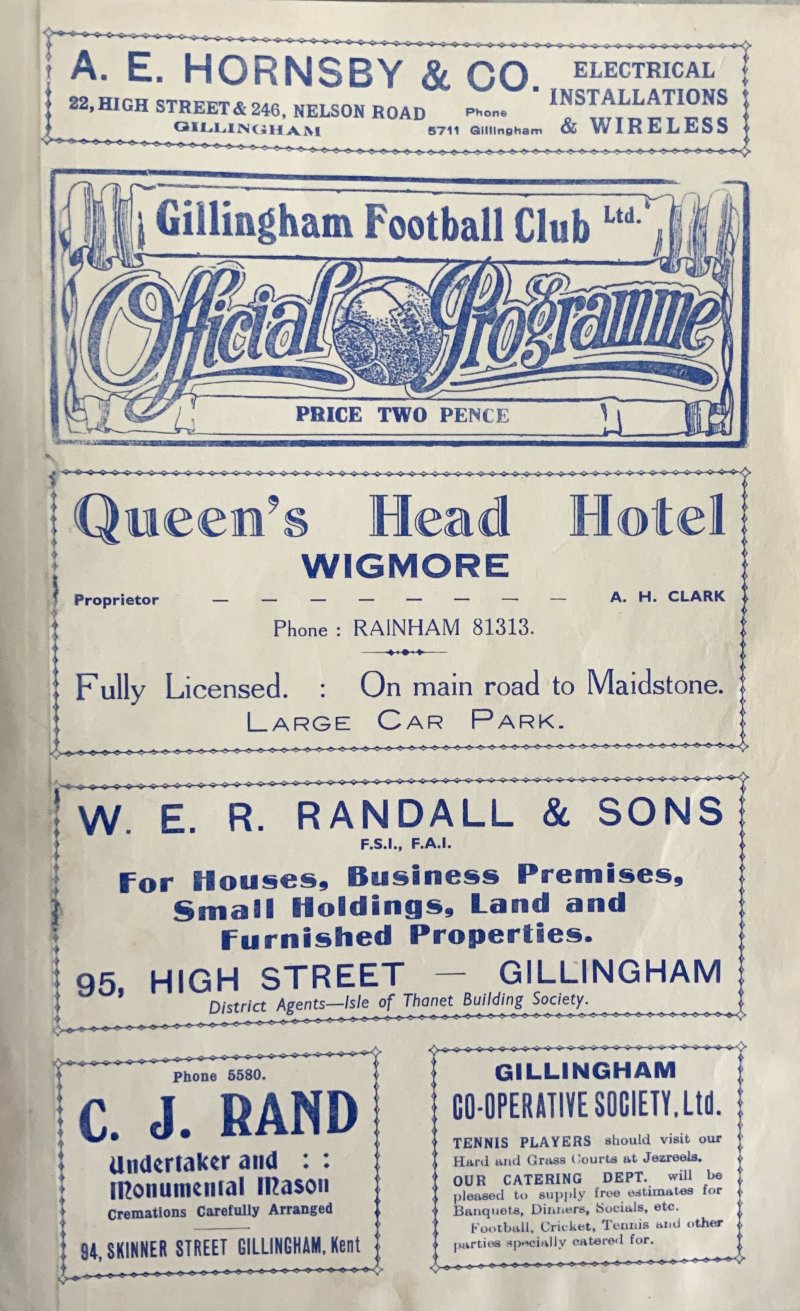 A. E. HORNSBY & CO.
22, HIGH STREET & 246, NELSON ROAD
GILLINGHAM
Phone
5711 Gillingham
ELECTRICAL
INSTALLATIONS
& WIRELESS
Gillingham Football Club Ltd.
Official Programme
PRICE TWO PENCE
Queen's Head Hotel
WIGMORE
Proprietor — — — — — — — — A. H. CLARK
Phone : RAINHAM 81313.
Fully Licensed. : On main road to Maidstone.
LARGE CAR PARK.
W. E. R. RANDALL & SONS
F.S.I., F.A.I.
For Houses, Business Premises,
Small Holdings, Land and
Furnished Properties.
95, HIGH STREET — GILLINGHAM
District Agents—Isle of Thanet Building Society.
Phone 5580.
C. J. RAND
Undertaker and : :
Monumental Mason
Cremations Carefully Arranged
94, SKINNER STREET GILLINGHAM, Kent
GILLINGHAM
CO-OPERATIVE SOCIETY, Ltd.
TENNIS PLAYERS should visit our
Hard and Grass Courts at Jezreels.
OUR CATERING DEPT. will be
pleased to supply free estimates for
Banquets, Dinners, Socials, etc.
Football, Cricket, Tennis and other
parties specially catered for.